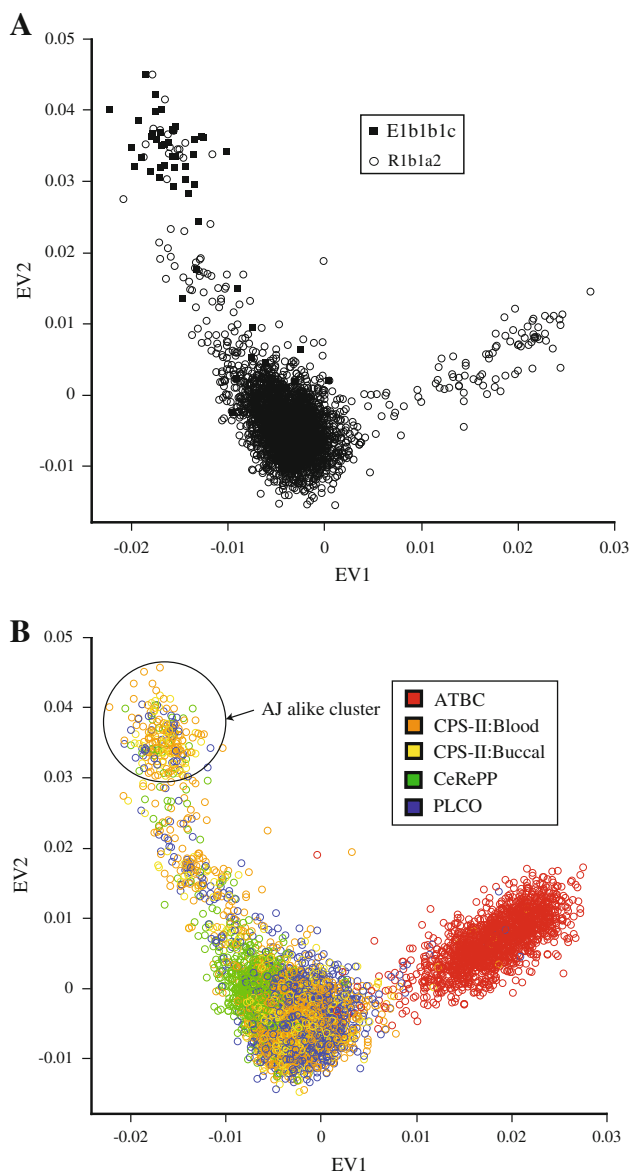 A
0.05
0.04
0.03
0.02
0.01
0
-0.01
EV2
E1b1b1c
R1b1a2
-0.02
-0.01
0
0.01
0.02
0.03
EV1
B
0.05
0.04
0.03
0.02
0.01
0
-0.01
EV2
AJ alike cluster
ATBC
CPS-II:Blood
CPS-II:Buccal
CeRePP
PLCO
-0.02
-0.01
0
0.01
0.02
0.03
EV1